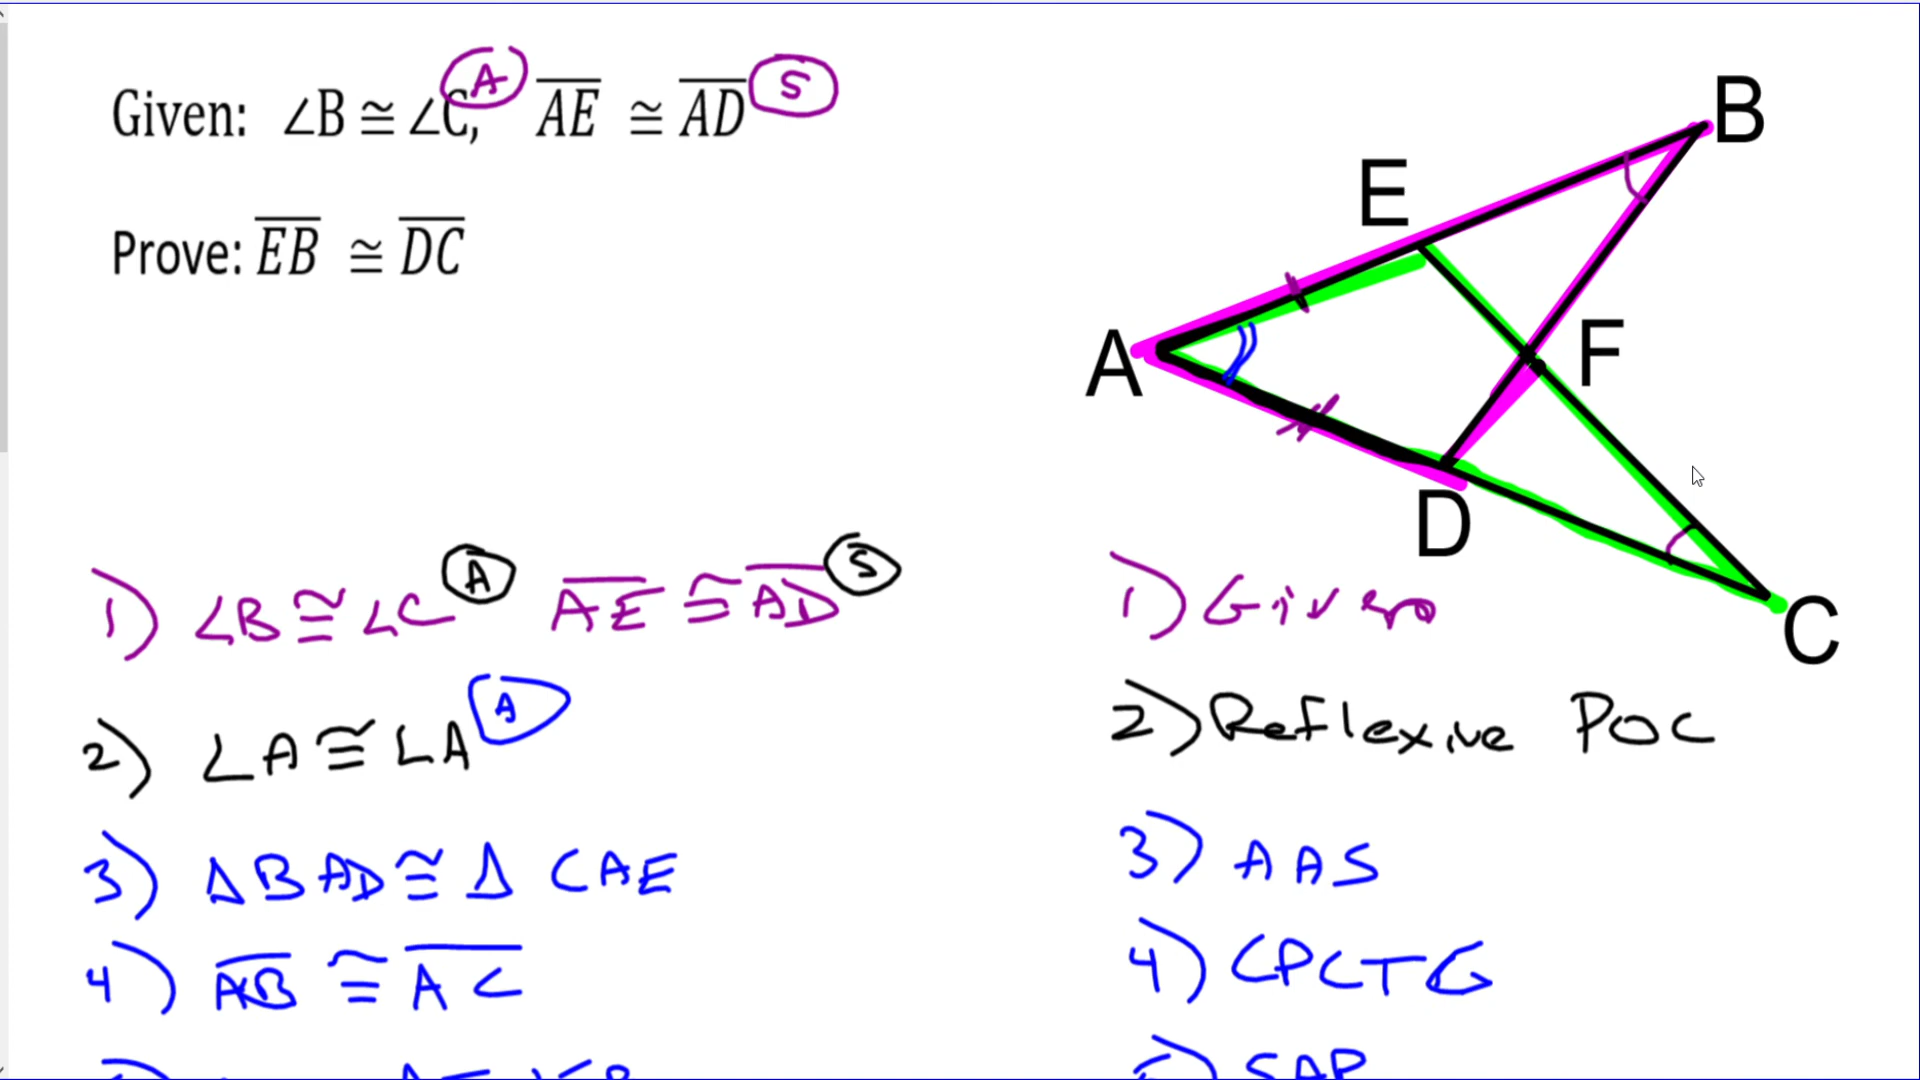 Given: ∠B ≅ ∠C, A AE ≅ AD S
Prove: EB ≅ DC
B
E
F
A
D
C
1) ∠B ≅ ∠C A AE ≅ AD S 1) Given
2) ∠A ≅ ∠A A 2) Reflexive POC
3) Δ BAD ≅ Δ CAE 3) AAS
4) AB ≅ AC 4) CPCTC
SAP